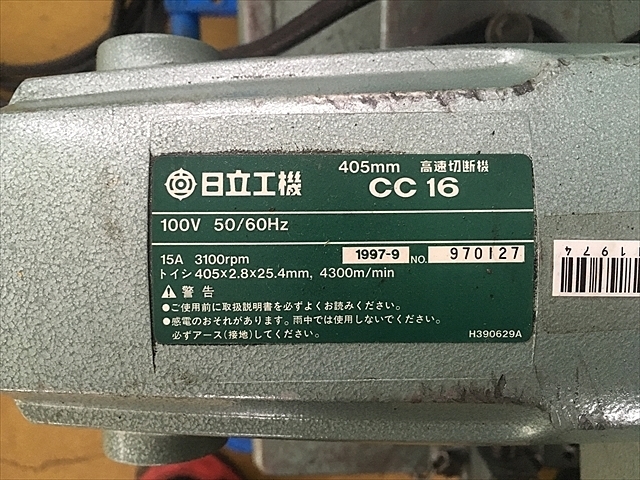 日立工機 405mm 高速切断機
CC 16
100V 50/60Hz
15A 3100rpm 1997-9 NO. 970127
トイシ 405×2.8×25.4mm, 4300m/min
⚠ 警告
●ご使用前に取扱説明書を必ずよくお読みください。
●感電のおそれがあります。雨中では使用しないでください。
必ずアース(接地)してください。
H390629A